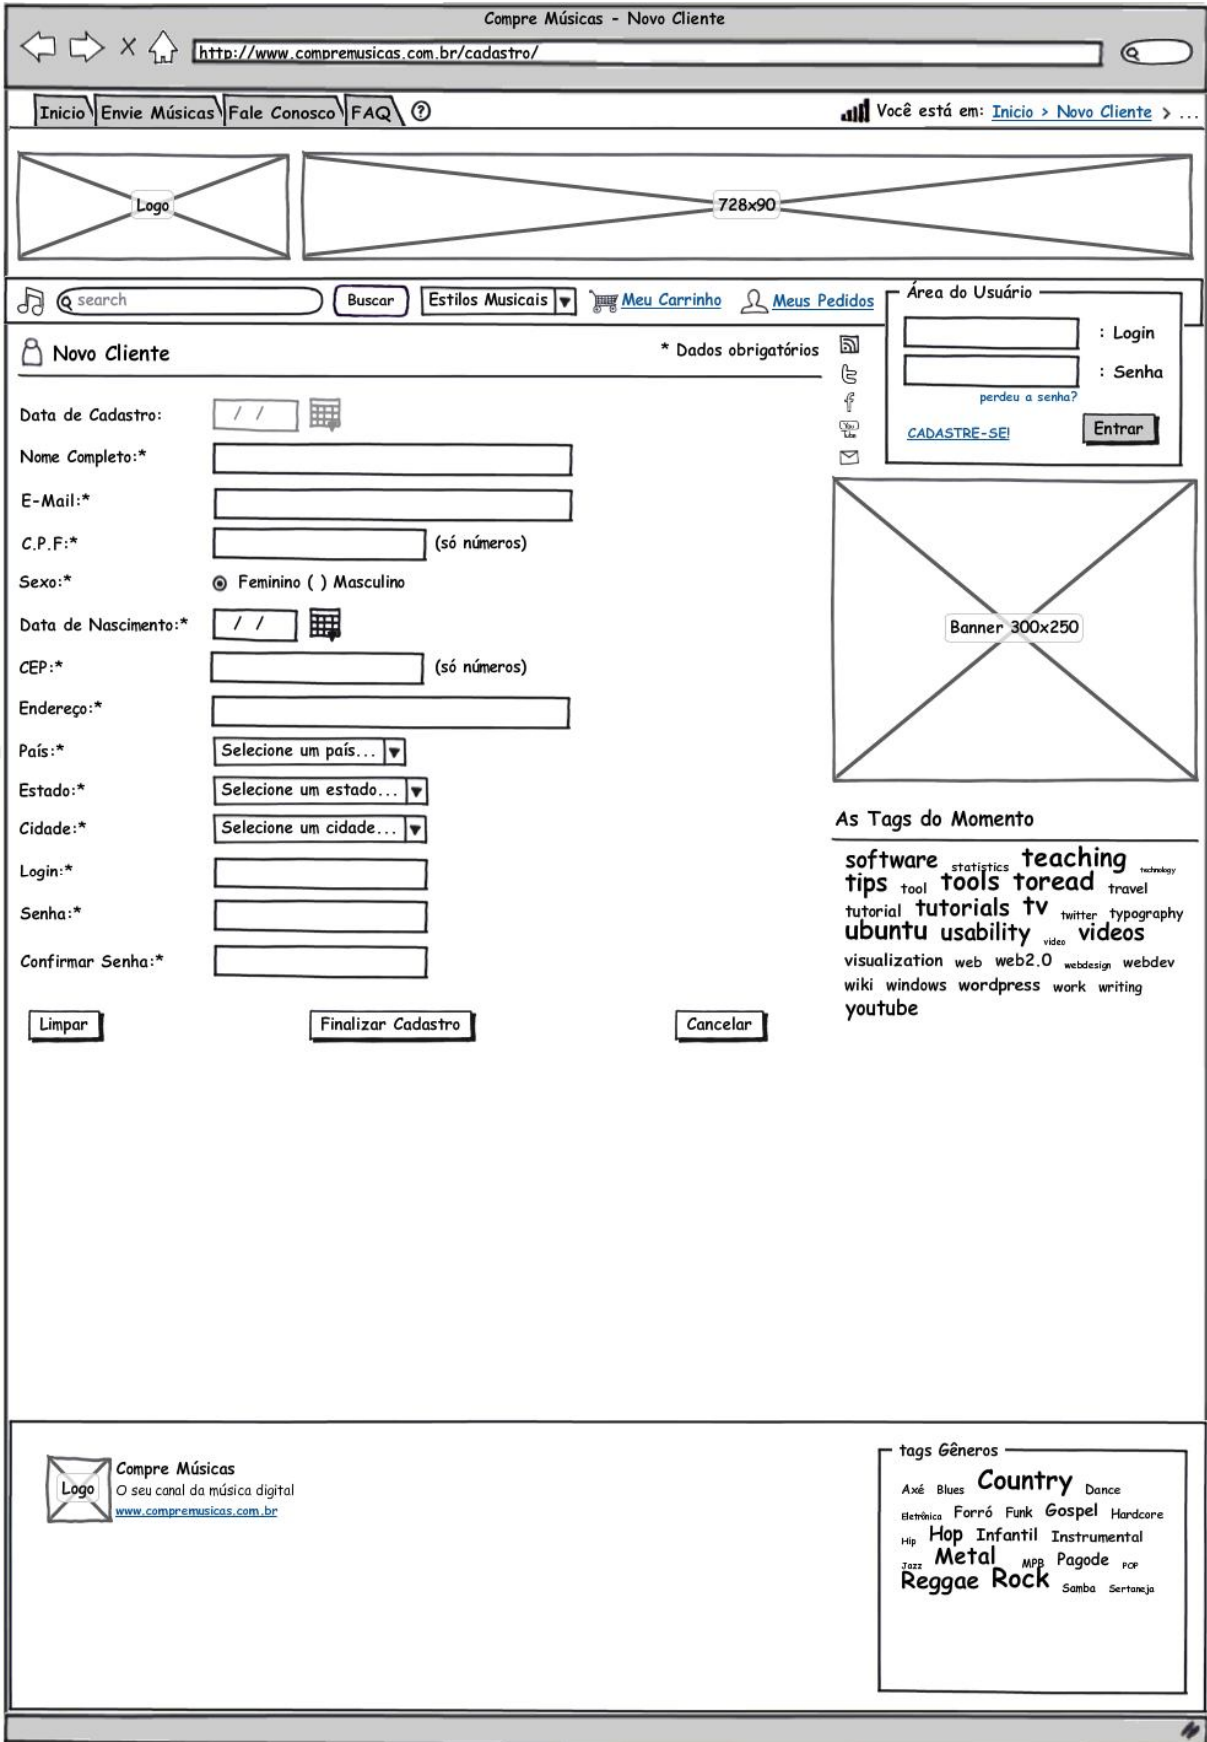 Compre Músicas - Novo Cliente
http://www.compremusicas.com.br/cadastro/
Inicio Envie Músicas Fale Conosco FAQ ?
Você está em: Inicio > Novo Cliente > ...
Logo
728x90
search Buscar Estilos Musicais Meu Carrinho Meus Pedidos
Área do Usuário
: Login
: Senha
perdeu a senha?
CADASTRE-SE! Entrar
Novo Cliente * Dados obrigatórios
You Tube
Data de Cadastro: / /
Nome Completo:*
E-Mail:*
C.P.F:* (só números)
Sexo:* Feminino ( ) Masculino
Data de Nascimento:* / /
CEP:* (só números)
Endereço:*
País:* Selecione um país...
Estado:* Selecione um estado...
Cidade:* Selecione um cidade...
Login:*
Senha:*
Confirmar Senha:*
Limpar Finalizar Cadastro Cancelar
Banner 300x250
As Tags do Momento
software statistics teaching technology
tips tool tools toread travel
tutorial tutorials tv twitter typography
ubuntu usability video videos
visualization web web2.0 webdesign webdev
wiki windows wordpress work writing
youtube
Logo
Compre Músicas
O seu canal da música digital
www.compremusicas.com.br
tags Gêneros
Axé Blues Country Dance
Eletrônica Forró Funk Gospel Hardcore
Hip Hop Infantil Instrumental
Jazz Metal MPB Pagode POP
Reggae Rock Samba Sertaneja